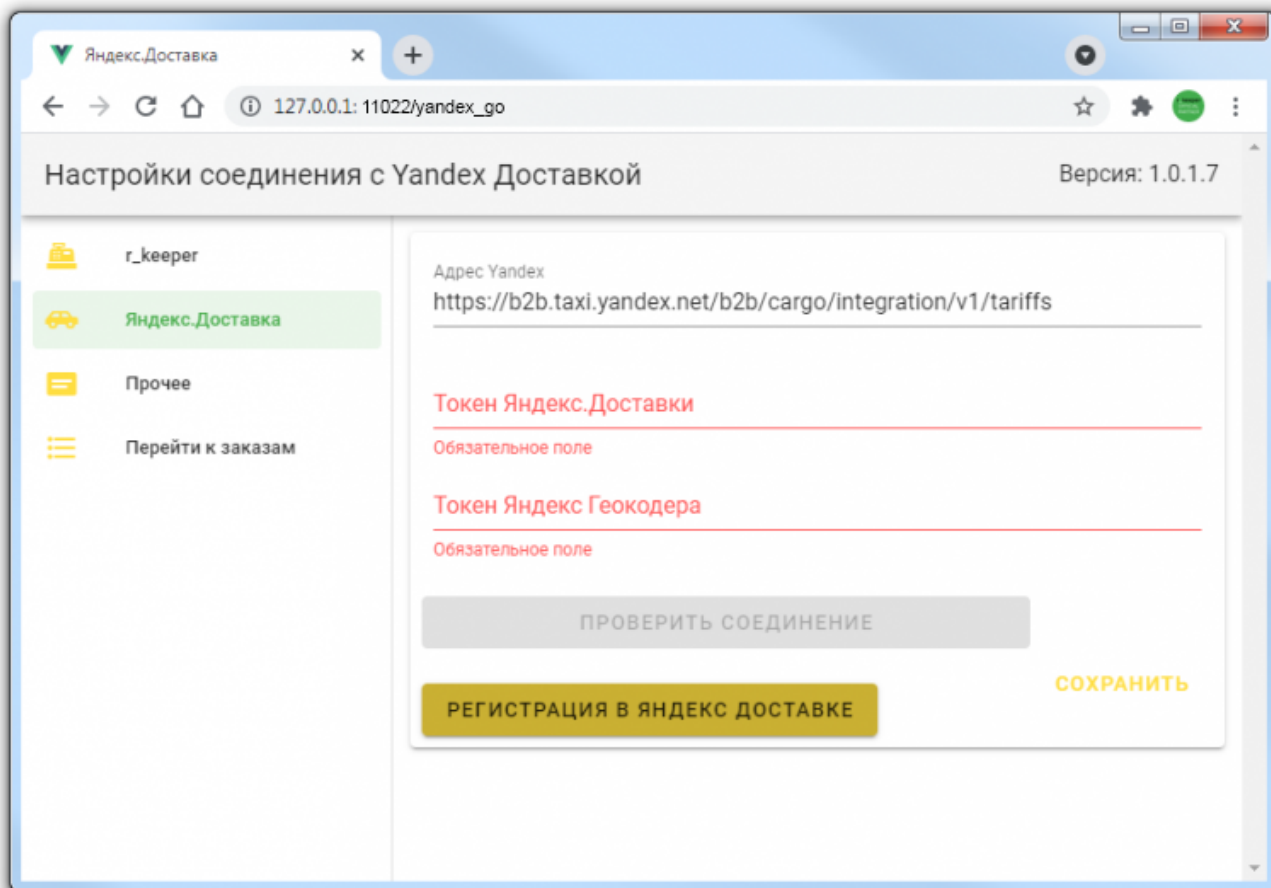 Яндекс.Доставка
127.0.0.1: 11022/yandex_go
Настройки соединения с Yandex Доставкой
Версия: 1.0.1.7
r_keeper
Яндекс.Доставка
Прочее
Перейти к заказам
Адрес Yandex
https://b2b.taxi.yandex.net/b2b/cargo/integration/v1/tariffs
Токен Яндекс.Доставки
Обязательное поле
Токен Яндекс Геокодера
Обязательное поле
ПРОВЕРИТЬ СОЕДИНЕНИЕ
СОХРАНИТЬ
РЕГИСТРАЦИЯ В ЯНДЕКС ДОСТАВКЕ